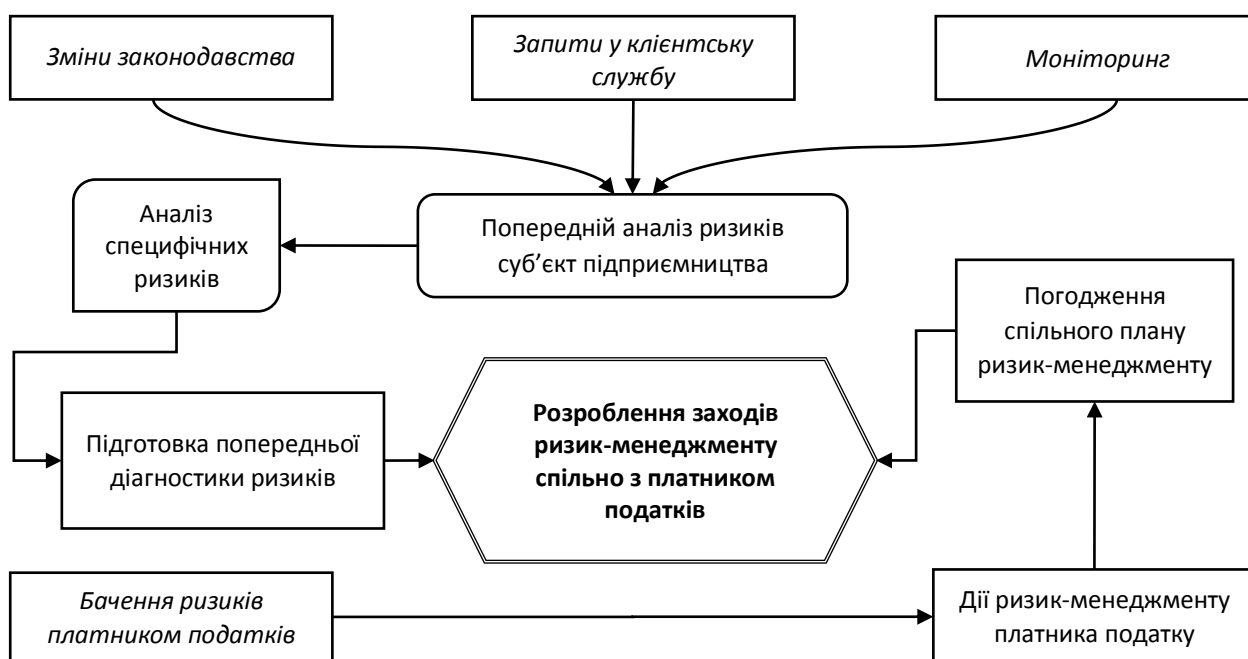 Зміни законодавства
Запити у клієнтську
службу
Моніторинг
Аналіз
специфічних
ризиків
Попередній аналіз ризиків
суб’єкт підприємництва
Погодження
спільного плану
ризик-менеджменту
Підготовка попередньої
діагностики ризиків
Розроблення заходів
ризик-менеджменту
спільно з платником
податків
Бачення ризиків
платником податків
Дії ризик-менеджменту
платника податку